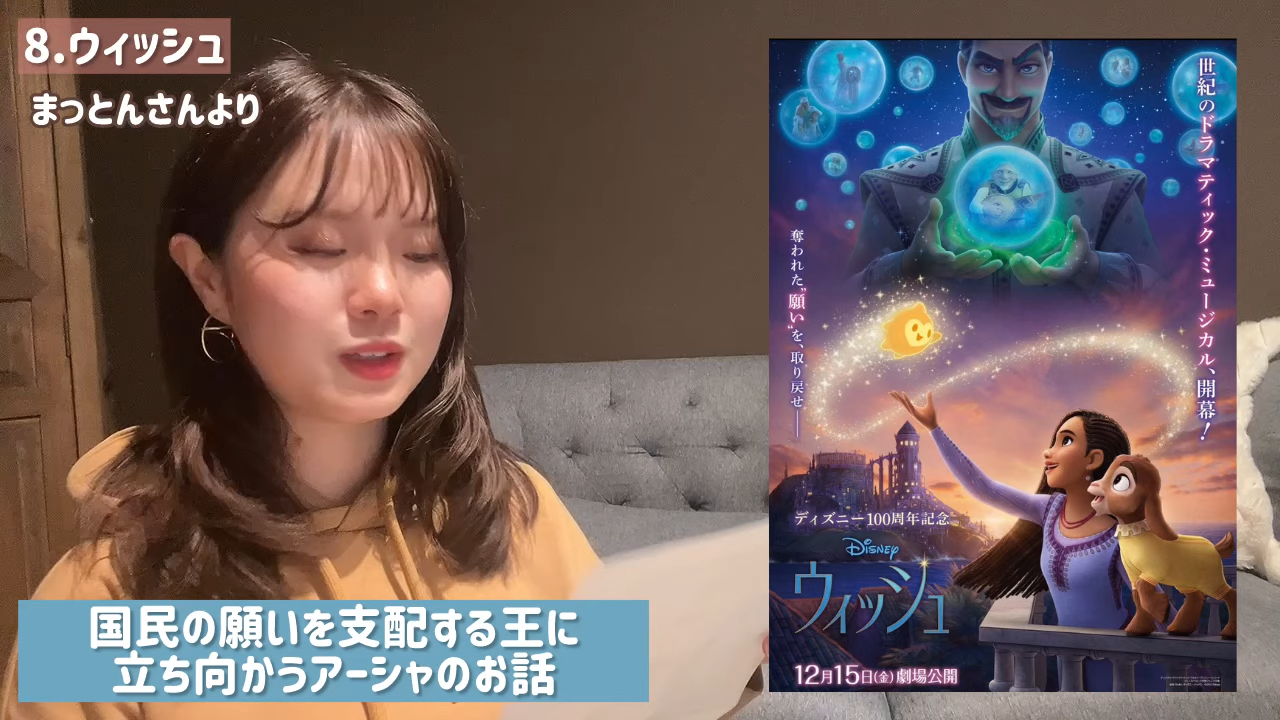 8.ウィッシュ
まっとんさんより
世紀のドラマティック・ミュージカル、開幕！
奪われた“願い”を、取り戻せ──
ディズニー100周年記念
Disney
ウィッシュ
12月15日(金)劇場公開
国民の願いを支配する王に
立ち向かうアーシャのお話